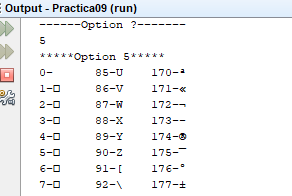 Output - Practica09 (run)
------Option ?-------
5
*****Option 5*****
0- 85-U 170-ª
1-□ 86-V 171-«
2-□ 87-W 172-¬
3-□ 88-X 173--
4-□ 89-Y 174-®
5-□ 90-Z 175-¯
6-□ 91-[ 176-°
7-□ 92-\ 177-±